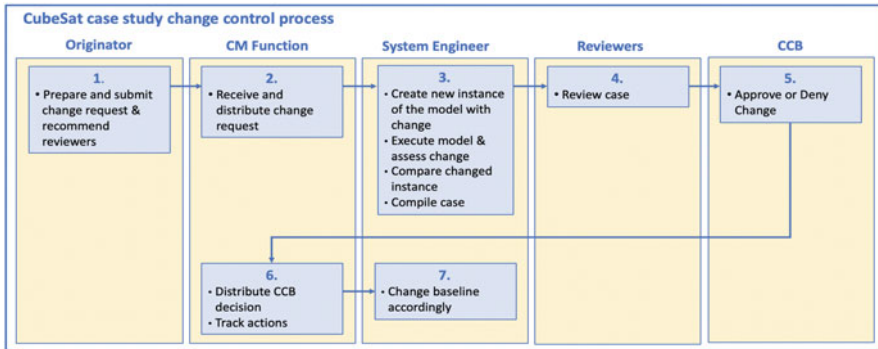 CubeSat case study change control process
Originator
CM Function
System Engineer
Reviewers
CCB
1.
• Prepare and submit
change request &
recommend
reviewers
2.
• Receive and
distribute change
request
3.
• Create new instance
of the model with
change
• Execute model &
assess change
• Compare changed
instance
• Compile case
4.
• Review case
5.
• Approve or Deny
Change
6.
• Distribute CCB
decision
• Track actions
7.
• Change baseline
accordingly